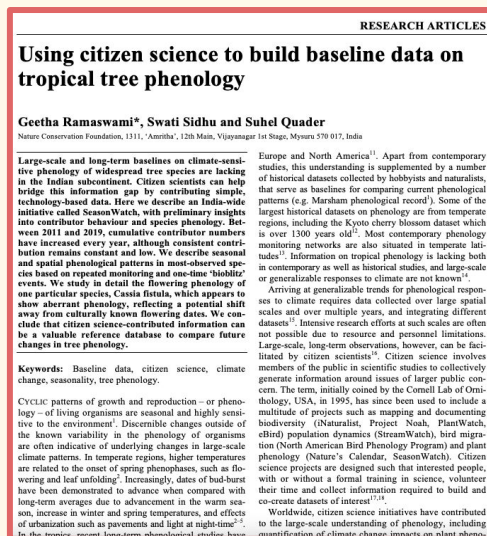 RESEARCH ARTICLES
Using citizen science to build baseline data on
tropical tree phenology
Geetha Ramaswami*, Swati Sidhu and Suhel Quader
Nature Conservation Foundation, 1311, ‘Amritha’, 12th Main, Vijayanagar 1st Stage, Mysuru 570 017, India
Large-scale and long-term baselines on climate-sensi-
tive phenology of widespread tree species are lacking
in the Indian subcontinent. Citizen scientists can help
bridge this information gap by contributing simple,
technology-based data. Here we describe an India-wide
initiative called SeasonWatch, with preliminary insights
into contributor behaviour and species phenology. Bet-
ween 2011 and 2019, cumulative contributor numbers
have increased every year, although consistent contri-
bution remains constant and low. We describe seasonal
and spatial phenological patterns in most-observed spe-
cies based on repeated monitoring and one-time ‘bioblitz’
events. We study in detail the flowering phenology of
one particular species, Cassia fistula, which appears to
show aberrant phenology, reflecting a potential shift
away from culturally known flowering dates. We con-
clude that citizen science-contributed information can
be a valuable reference database to compare future
changes in tree phenology.
Keywords: Baseline data, citizen science, climate
change, seasonality, tree phenology.
CYCLIC patterns of growth and reproduction – or pheno-
logy – of living organisms are seasonal and highly sensi-
tive to the environment1. Discernible changes outside of
the known variability in the phenology of organisms
are often indicative of underlying changes in large-scale
climate patterns. In temperate regions, higher temperatures
are related to the onset of spring phenophases, such as flo-
wering and leaf unfolding2. Increasingly, dates of bud-burst
have been demonstrated to advance when compared with
long-term averages due to advancement in the warm sea-
son, increase in winter and spring temperatures, and effects
of urbanization such as pavements and light at night-time2–5.
In the tropics, recent long-term phenological studies have
Europe and North America11. Apart from contemporary
studies, this understanding is supplemented by a number
of historical datasets collected by hobbyists and naturalists,
that serve as baselines for comparing current phenological
patterns (e.g. Marsham phenological record1). Some of the
largest historical datasets on phenology are from temperate
regions, including the Kyoto cherry blossom dataset which
is over 1300 years old12. Most contemporary phenology
monitoring networks are also situated in temperate lati-
tudes13. Information on tropical phenology is lacking both
in contemporary as well as historical studies, and large-scale
or generalizable responses to climate are not known14.
Arriving at generalizable trends for phenological respon-
ses to climate requires data collected over large spatial
scales and over multiple years, and integrating different
datasets15. Intensive research efforts at such scales are often
not possible due to resource and personnel limitations.
Large-scale, long-term observations, however, can be faci-
litated by citizen scientists16. Citizen science involves
members of the public in scientific studies to collectively
generate information around issues of larger public con-
cern. The term, initially coined by the Cornell Lab of Orni-
thology, USA, in 1995, has since been used to include a
multitude of projects such as mapping and documenting
biodiversity (iNaturalist, Project Noah, PlantWatch,
eBird) population dynamics (StreamWatch), bird migra-
tion (North American Bird Phenology Program) and plant
phenology (Nature’s Calendar, SeasonWatch). Citizen
science projects are designed such that interested people,
with or without a formal training in science, volunteer
their time and collect information required to build and
co-create datasets of interest17,18.
Worldwide, citizen science initiatives have contributed
to the large-scale understanding of phenology, including
quantification of climate change impacts on plant pheno-